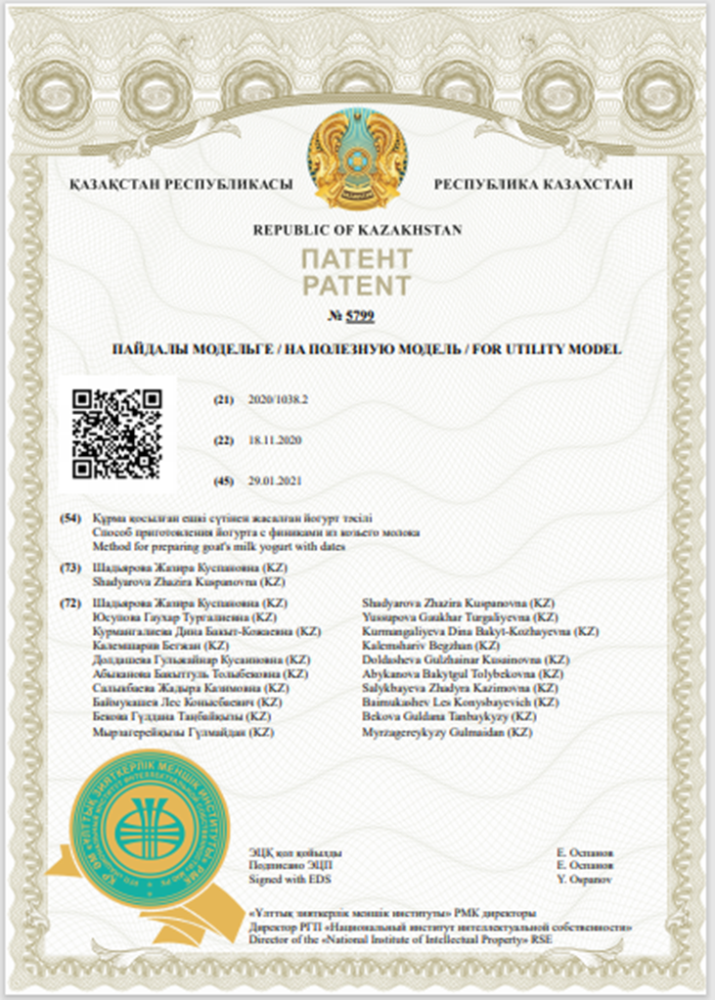 ҚАЗАҚСТАН РЕСПУБЛИКАСЫ
РЕСПУБЛИКА КАЗАХСТАН
REPUBLIC OF KAZAKHSTAN
ПАТЕНТ
PATENT
№ 5799
ПАЙДАЛЫ МОДЕЛЬГЕ / НА ПОЛЕЗНУЮ МОДЕЛЬ / FOR UTILITY MODEL
(21) 2020/1038.2
(22) 18.11.2020
(45) 29.01.2021
(54) Құрма қосылған ешкі сүтінен жасалған йогурт тәсілі
Способ приготовления йогурта с финиками из козьего молока
Method for preparing goat's milk yogurt with dates
(73) Шадьярова Жазира Куспановна (KZ)
Shadyarova Zhazira Kuspanovna (KZ)
(72) Шадьярова Жазира Куспановна (KZ) Shadyarova Zhazira Kuspanovna (KZ)
Юсупова Гаухар Тургалиевна (KZ) Yussupova Gaukhar Turgaliyevna (KZ)
Курмангалиева Дина Бакыт-Кожаевна (KZ) Kurmangaliyeva Dina Bakyt-Kozhayevna (KZ)
Калемшарив Бегжан (KZ) Kalemshariv Begzhan (KZ)
Долдашева Гульжайнар Кусаиновна (KZ) Doldasheva Gulzhainar Kusainovna (KZ)
Абыканова Бакытгуль Толыбековна (KZ) Abykanova Bakytgul Tolybekovna (KZ)
Салыкбаева Жадыра Казимовна (KZ) Salykbayeva Zhadyra Kazimovna (KZ)
Баймукашев Лес Конысбаевич (KZ) Baimukashev Les Konysbayevich (KZ)
Бекова Гүлдана Таңбайқызы (KZ) Bekova Guldana Tanbaykyzy (KZ)
Мырзагерейқызы Гүлмайдан (KZ) Myrzagereykyzy Gulmaidan (KZ)
ЭЦҚ қол қойылды Е. Оспанов
Подписано ЭЦП Е. Оспанов
Signed with EDS Y. Ospanov
«Ұлттық зияткерлік меншік институты» РМК директоры
Директор РГП «Национальный институт интеллектуальной собственности»
Director of the «National Institute of Intellectual Property» RSE